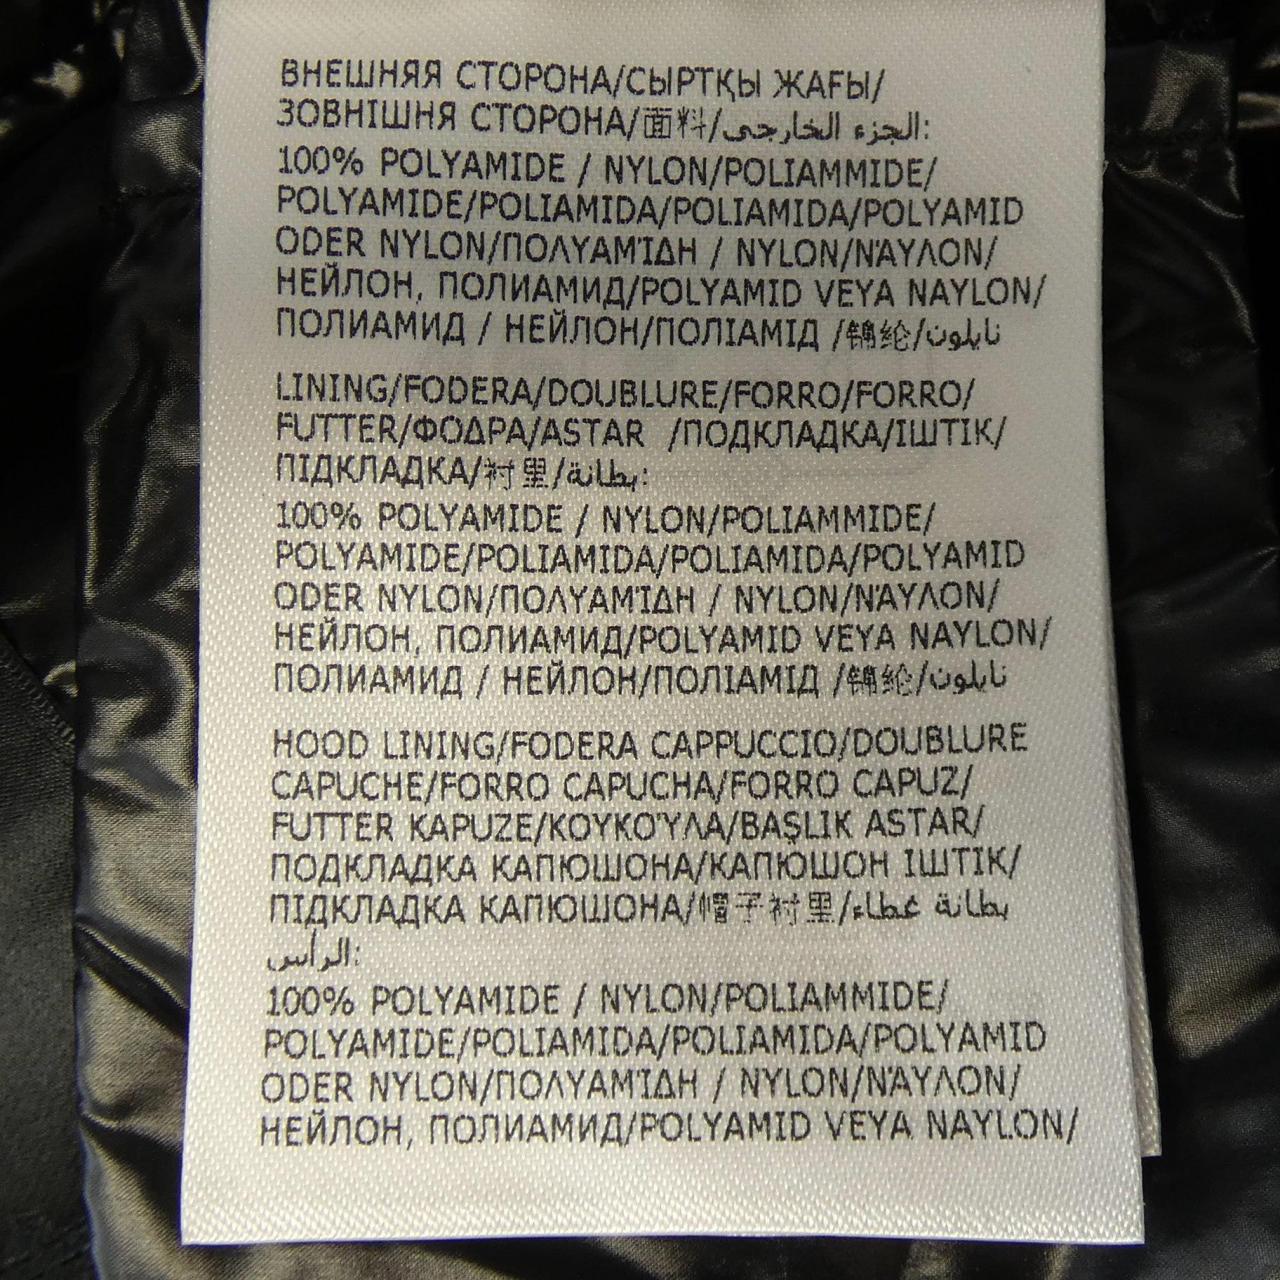 ВНЕШНЯЯ СТОРОНА/СЫРТҚЫ ЖАҒЫ/
ЗОВНІШНЯ СТОРОНА/面料/الجزء الخارجي:
100% POLYAMIDE / NYLON/POLIAMMIDE/
POLYAMIDE/POLIAMIDA/POLIAMIDA/POLYAMID
ODER NYLON/ΠΟΛΥΑΜΊΔΗ / NYLON/ΝΆΥΛΟΝ/
НЕЙЛОН, ПОЛИАМИД/POLYAMID VEYA NAYLON/
ПОЛИАМИД / НЕЙЛОН/ПОЛІАМІД /锦纶/نايلون
LINING/FODERA/DOUBLURE/FORRO/FORRO/
FUTTER/ΦΟΔΡΑ/ASTAR /ПОДКЛАДКА/ІШТІК/
ПІДКЛАДКА/衬里/بطانة:
100% POLYAMIDE / NYLON/POLIAMMIDE/
POLYAMIDE/POLIAMIDA/POLIAMIDA/POLYAMID
ODER NYLON/ΠΟΛΥΑΜΊΔΗ / NYLON/ΝΆΥΛΟΝ/
НЕЙЛОН, ПОЛИАМИД/POLYAMID VEYA NAYLON/
ПОЛИАМИД / НЕЙЛОН/ПОЛІАМІД /锦纶/نايلون
HOOD LINING/FODERA CAPPUCCIO/DOUBLURE
CAPUCHE/FORRO CAPUCHA/FORRO CAPUZ/
FUTTER KAPUZE/ΚΟΥΚΟΎΛΑ/BAŞLIK ASTAR/
ПОДКЛАДКА КАПЮШОНА/КАПЮШОН ІШТІК/
ПІДКЛАДКА КАПЮШОНА/帽子衬里/بطانة غطاء
الرأس:
100% POLYAMIDE / NYLON/POLIAMMIDE/
POLYAMIDE/POLIAMIDA/POLIAMIDA/POLYAMID
ODER NYLON/ΠΟΛΥΑΜΊΔΗ / NYLON/ΝΆΥΛΟΝ/
НЕЙЛОН, ПОЛИАМИД/POLYAMID VEYA NAYLON/